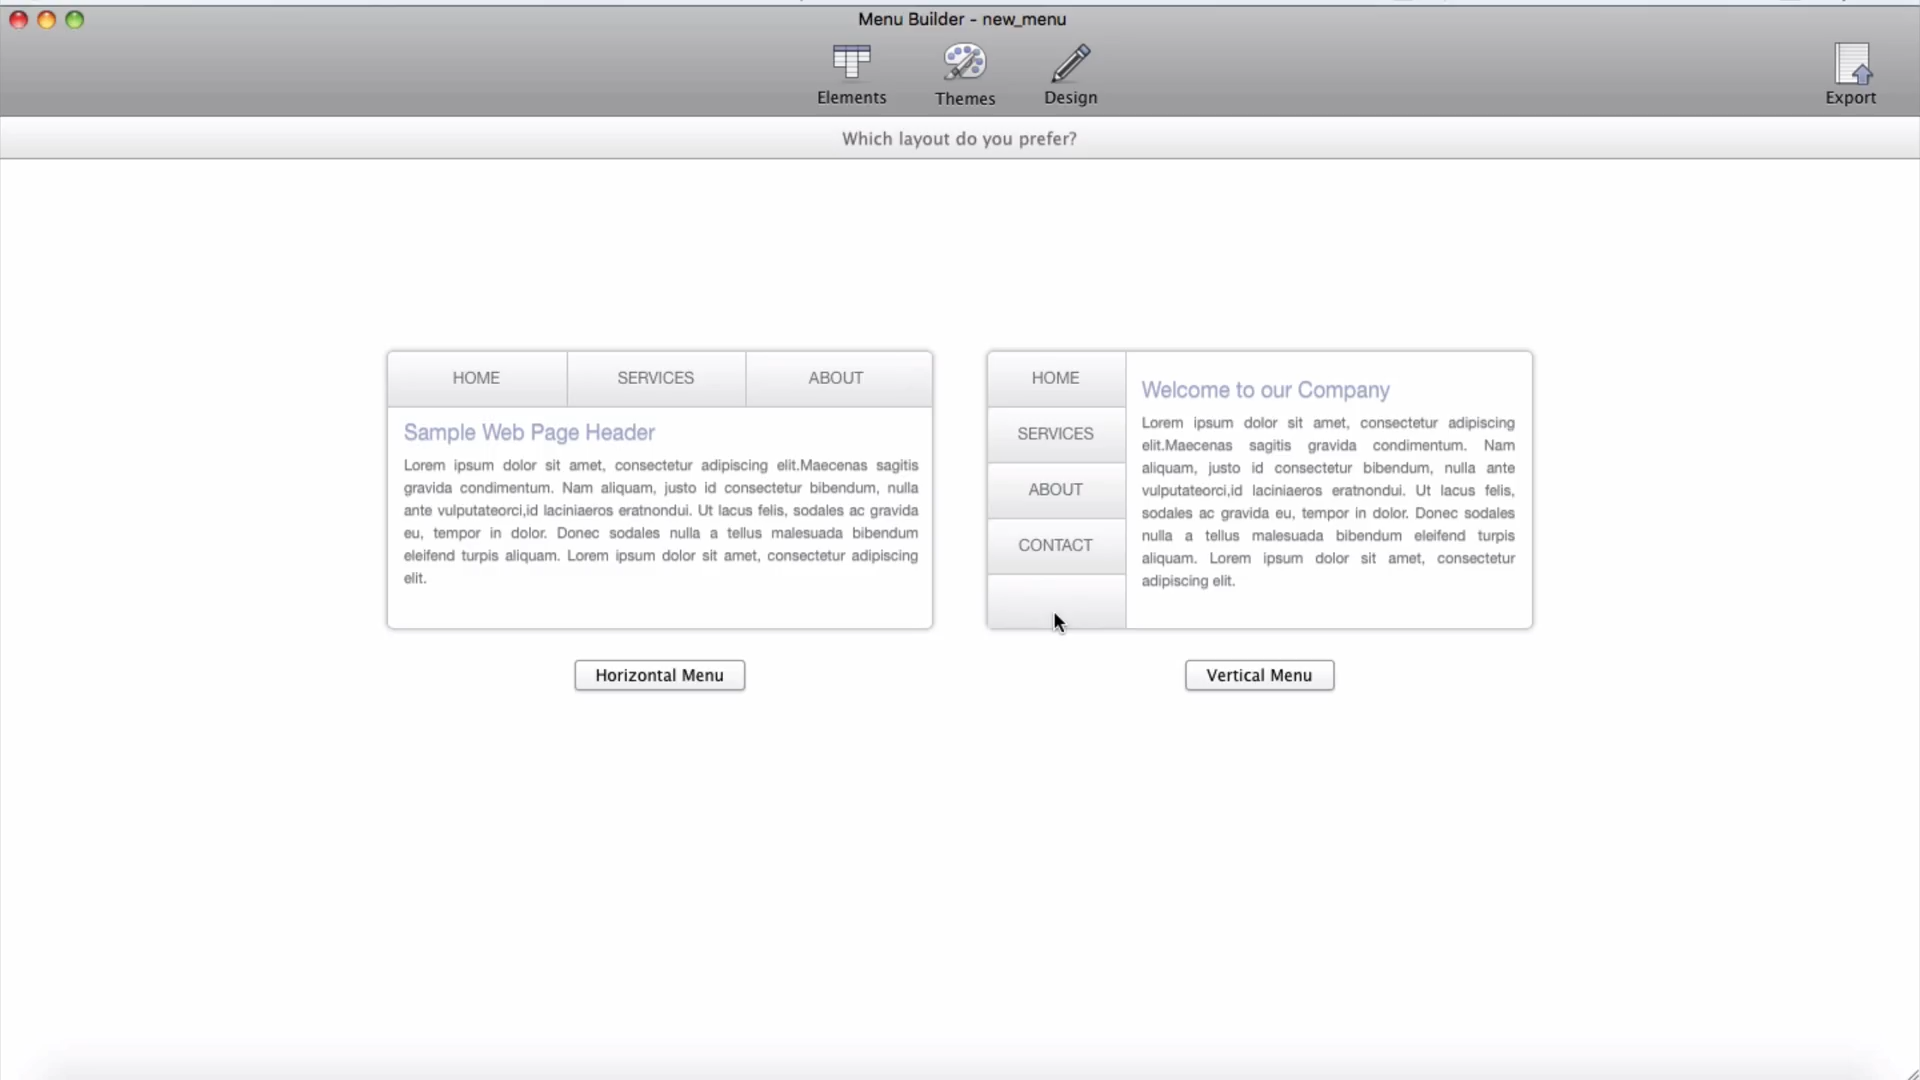 Menu Builder - new_menu
Elements
Themes
Design
Export
Which layout do you prefer?
HOME
SERVICES
ABOUT
Sample Web Page Header
Lorem ipsum dolor sit amet, consectetur adipiscing elit.Maecenas sagitis
gravida condimentum. Nam aliquam, justo id consectetur bibendum, nulla
ante vulputateorci,id laciniaeros eratnondui. Ut lacus felis, sodales ac gravida
eu, tempor in dolor. Donec sodales nulla a tellus malesuada bibendum
eleifend turpis aliquam. Lorem ipsum dolor sit amet, consectetur adipiscing
elit.
Horizontal Menu
HOME
SERVICES
ABOUT
CONTACT
Welcome to our Company
Lorem ipsum dolor sit amet, consectetur adipiscing
elit.Maecenas sagitis gravida condimentum. Nam
aliquam, justo id consectetur bibendum, nulla ante
vulputateorci,id laciniaeros eratnondui. Ut lacus felis,
sodales ac gravida eu, tempor in dolor. Donec sodales
nulla a tellus malesuada bibendum eleifend turpis
aliquam. Lorem ipsum dolor sit amet, consectetur
adipiscing elit.
Vertical Menu